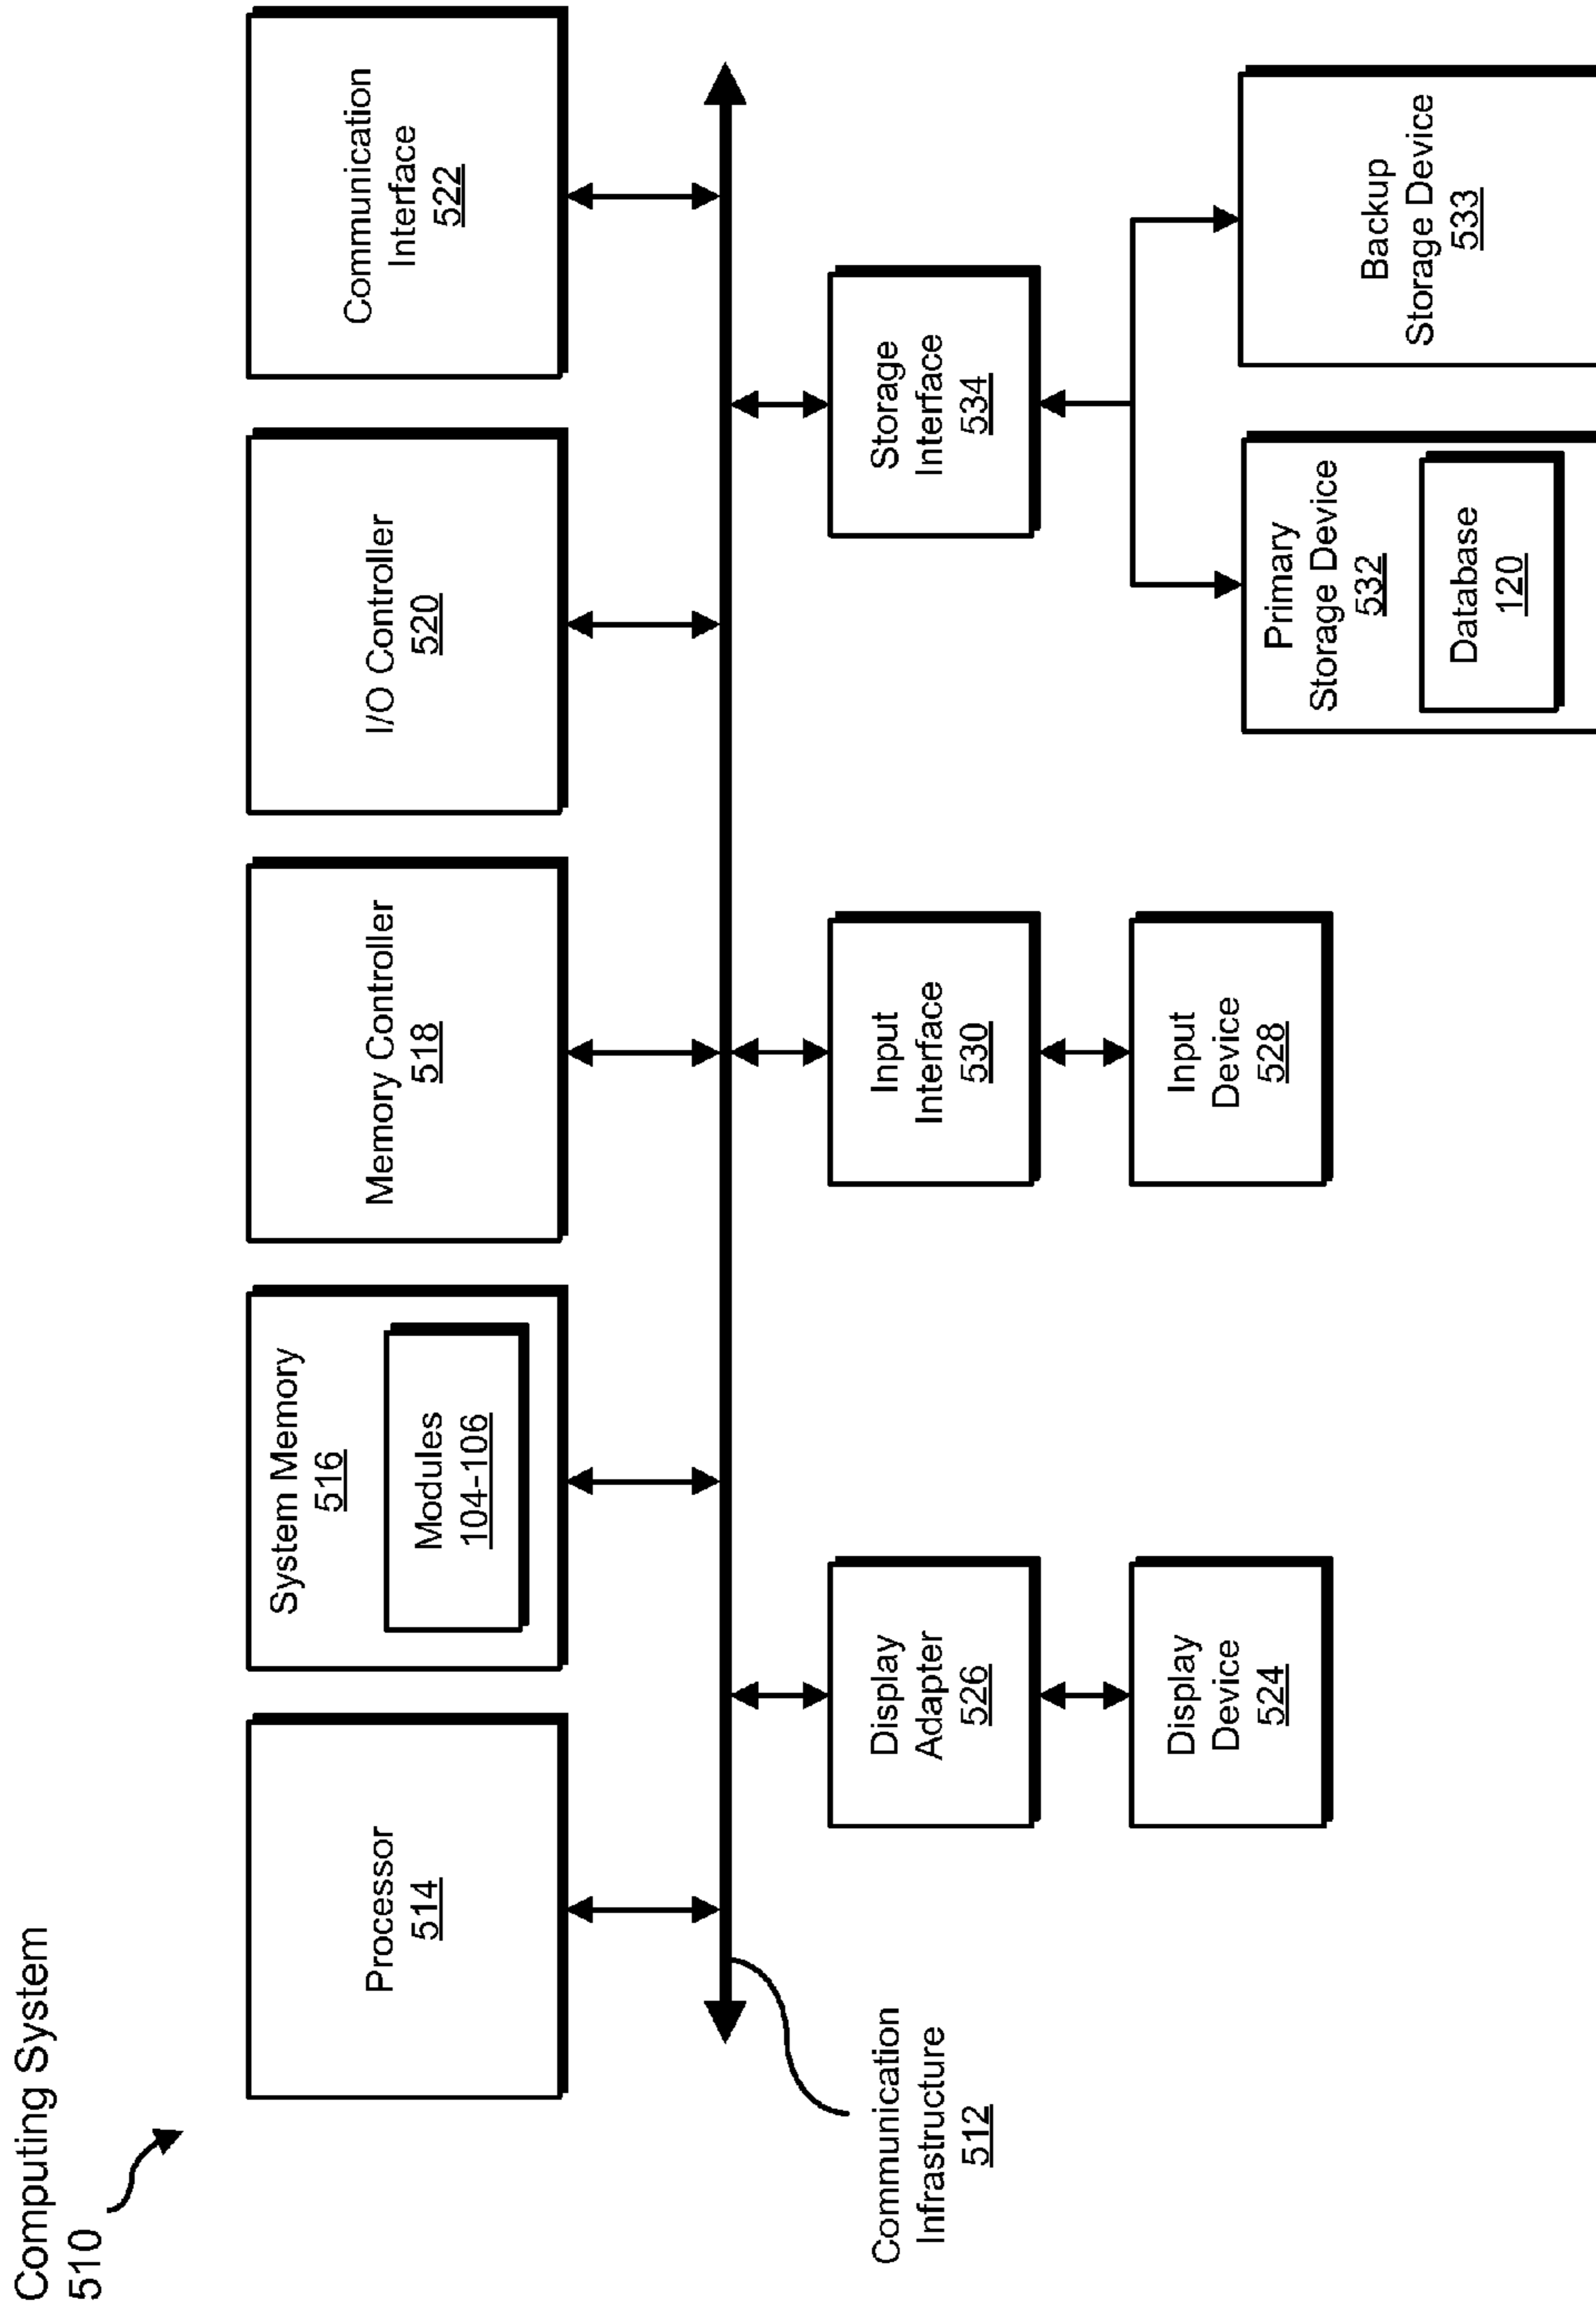 Computing System
510
Processor
514
System Memory
516
Modules
104-106
Memory Controller
518
I/O Controller
520
Communication
Interface
522
Communication
Infrastructure
512
Display
Adapter
526
Input
Interface
530
Storage
Interface
534
Display
Device
524
Input
Device
528
Primary
Storage Device
532
Database
120
Backup
Storage Device
533